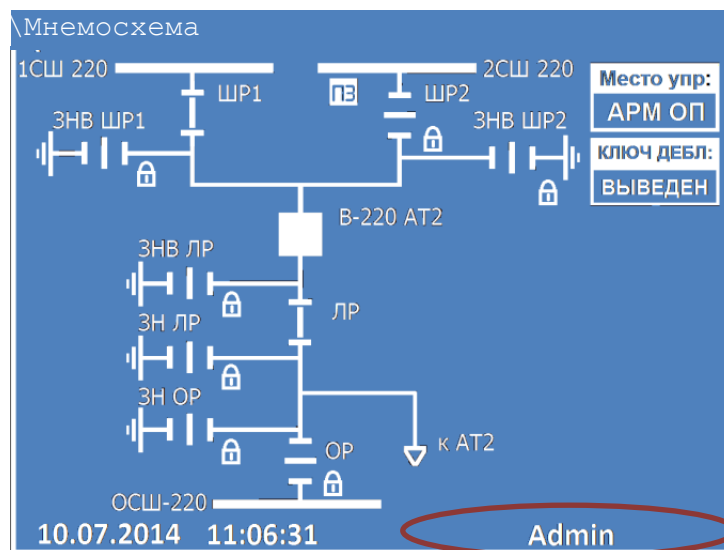 \Мнемосхема
1СШ 220
2СШ 220
ШР1
ПЗ
ШР2
Место упр:
АРМ ОП
ЗНВ ШР1
ЗНВ ШР2
КЛЮЧ ДЕБЛ:
ВЫВЕДЕН
В-220 АТ2
ЗНВ ЛР
ЛР
ЗН ЛР
ЗН ОР
ОР
к АТ2
ОСШ-220
10.07.2014 11:06:31 Admin